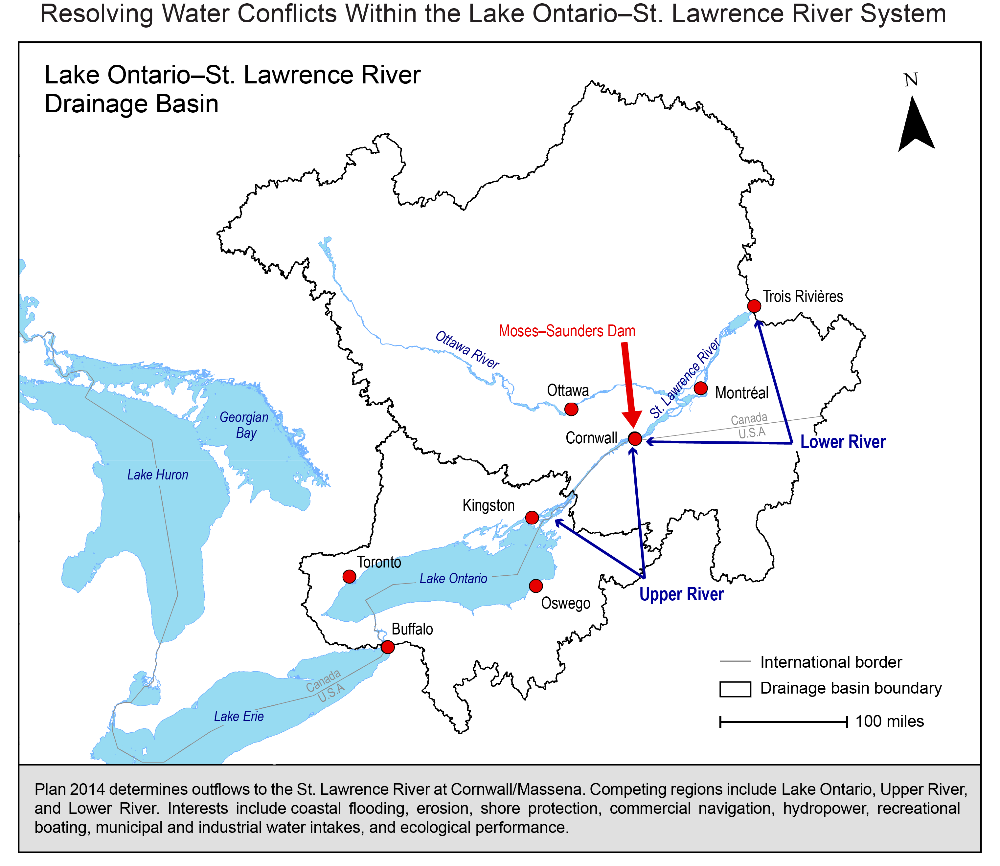 Resolving Water Conflicts Within the Lake Ontario–St. Lawrence River System
Lake Ontario–St. Lawrence River
Drainage Basin
N
Trois Rivières
Moses–Saunders Dam
Ottawa River
St. Lawrence River
Ottawa
Montréal
Georgian
Bay
Canada
U.S.A
Cornwall
Lower River
Lake Huron
Kingston
Toronto
Lake Ontario
Upper River
Oswego
Buffalo
Canada
U.S.A
Lake Erie
International border
Drainage basin boundary
100 miles
Plan 2014 determines outflows to the St. Lawrence River at Cornwall/Massena. Competing regions include Lake Ontario, Upper River,
and Lower River. Interests include coastal flooding, erosion, shore protection, commercial navigation, hydropower, recreational
boating, municipal and industrial water intakes, and ecological performance.